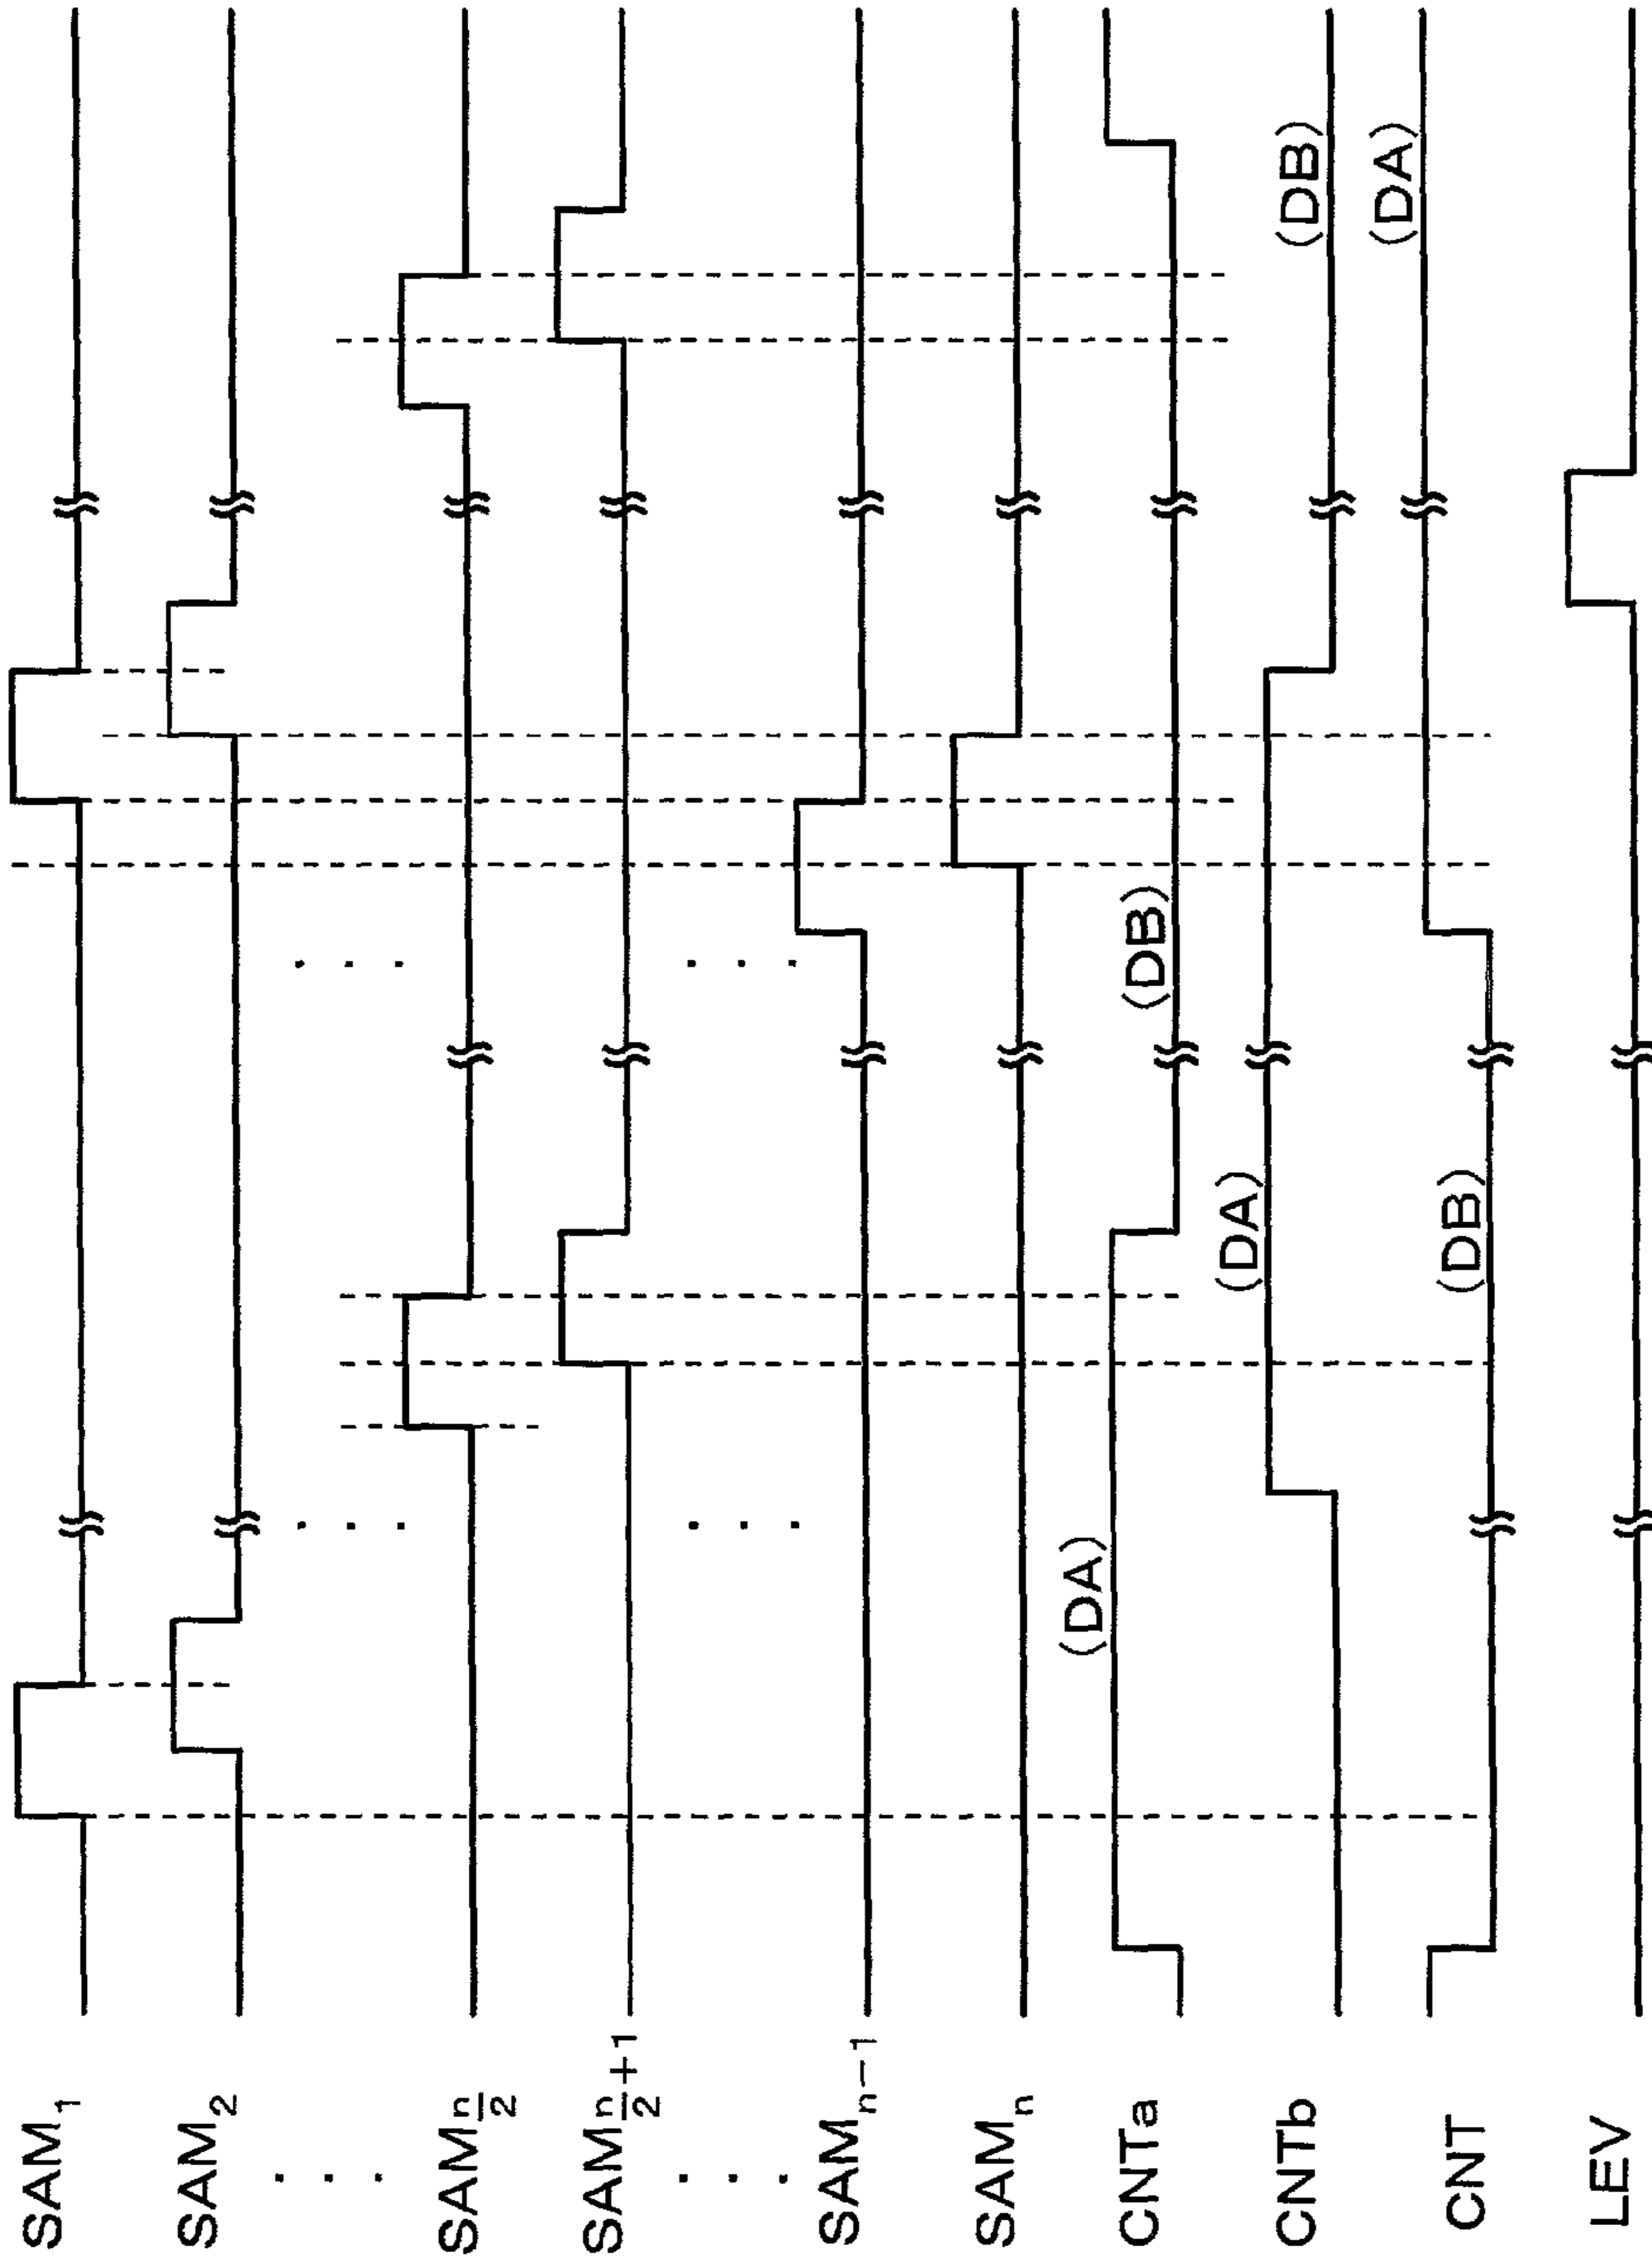 SAM1
SAM2
. . .
SAMn/2
SAMn/2+1
. . .
SAMn-1
SAMn
CNTa (DA) (DB)
CNTb (DA) (DB)
CNT (DB) (DA)
LEV